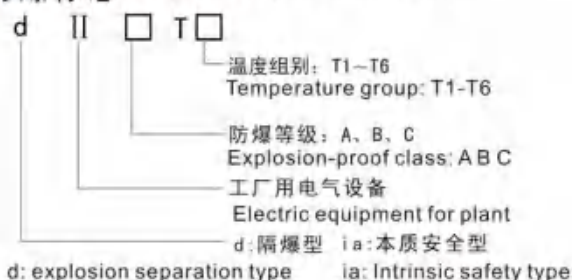 d II □ T□
温度组别：T1~T6
Temperature group: T1-T6
防爆等级：A、B、C
Explosion-proof class: A B C
工厂用电气设备
Electric equipment for plant
d:隔爆型 ia:本质安全型
d: explosion separation type ia: Intrinsic safety type